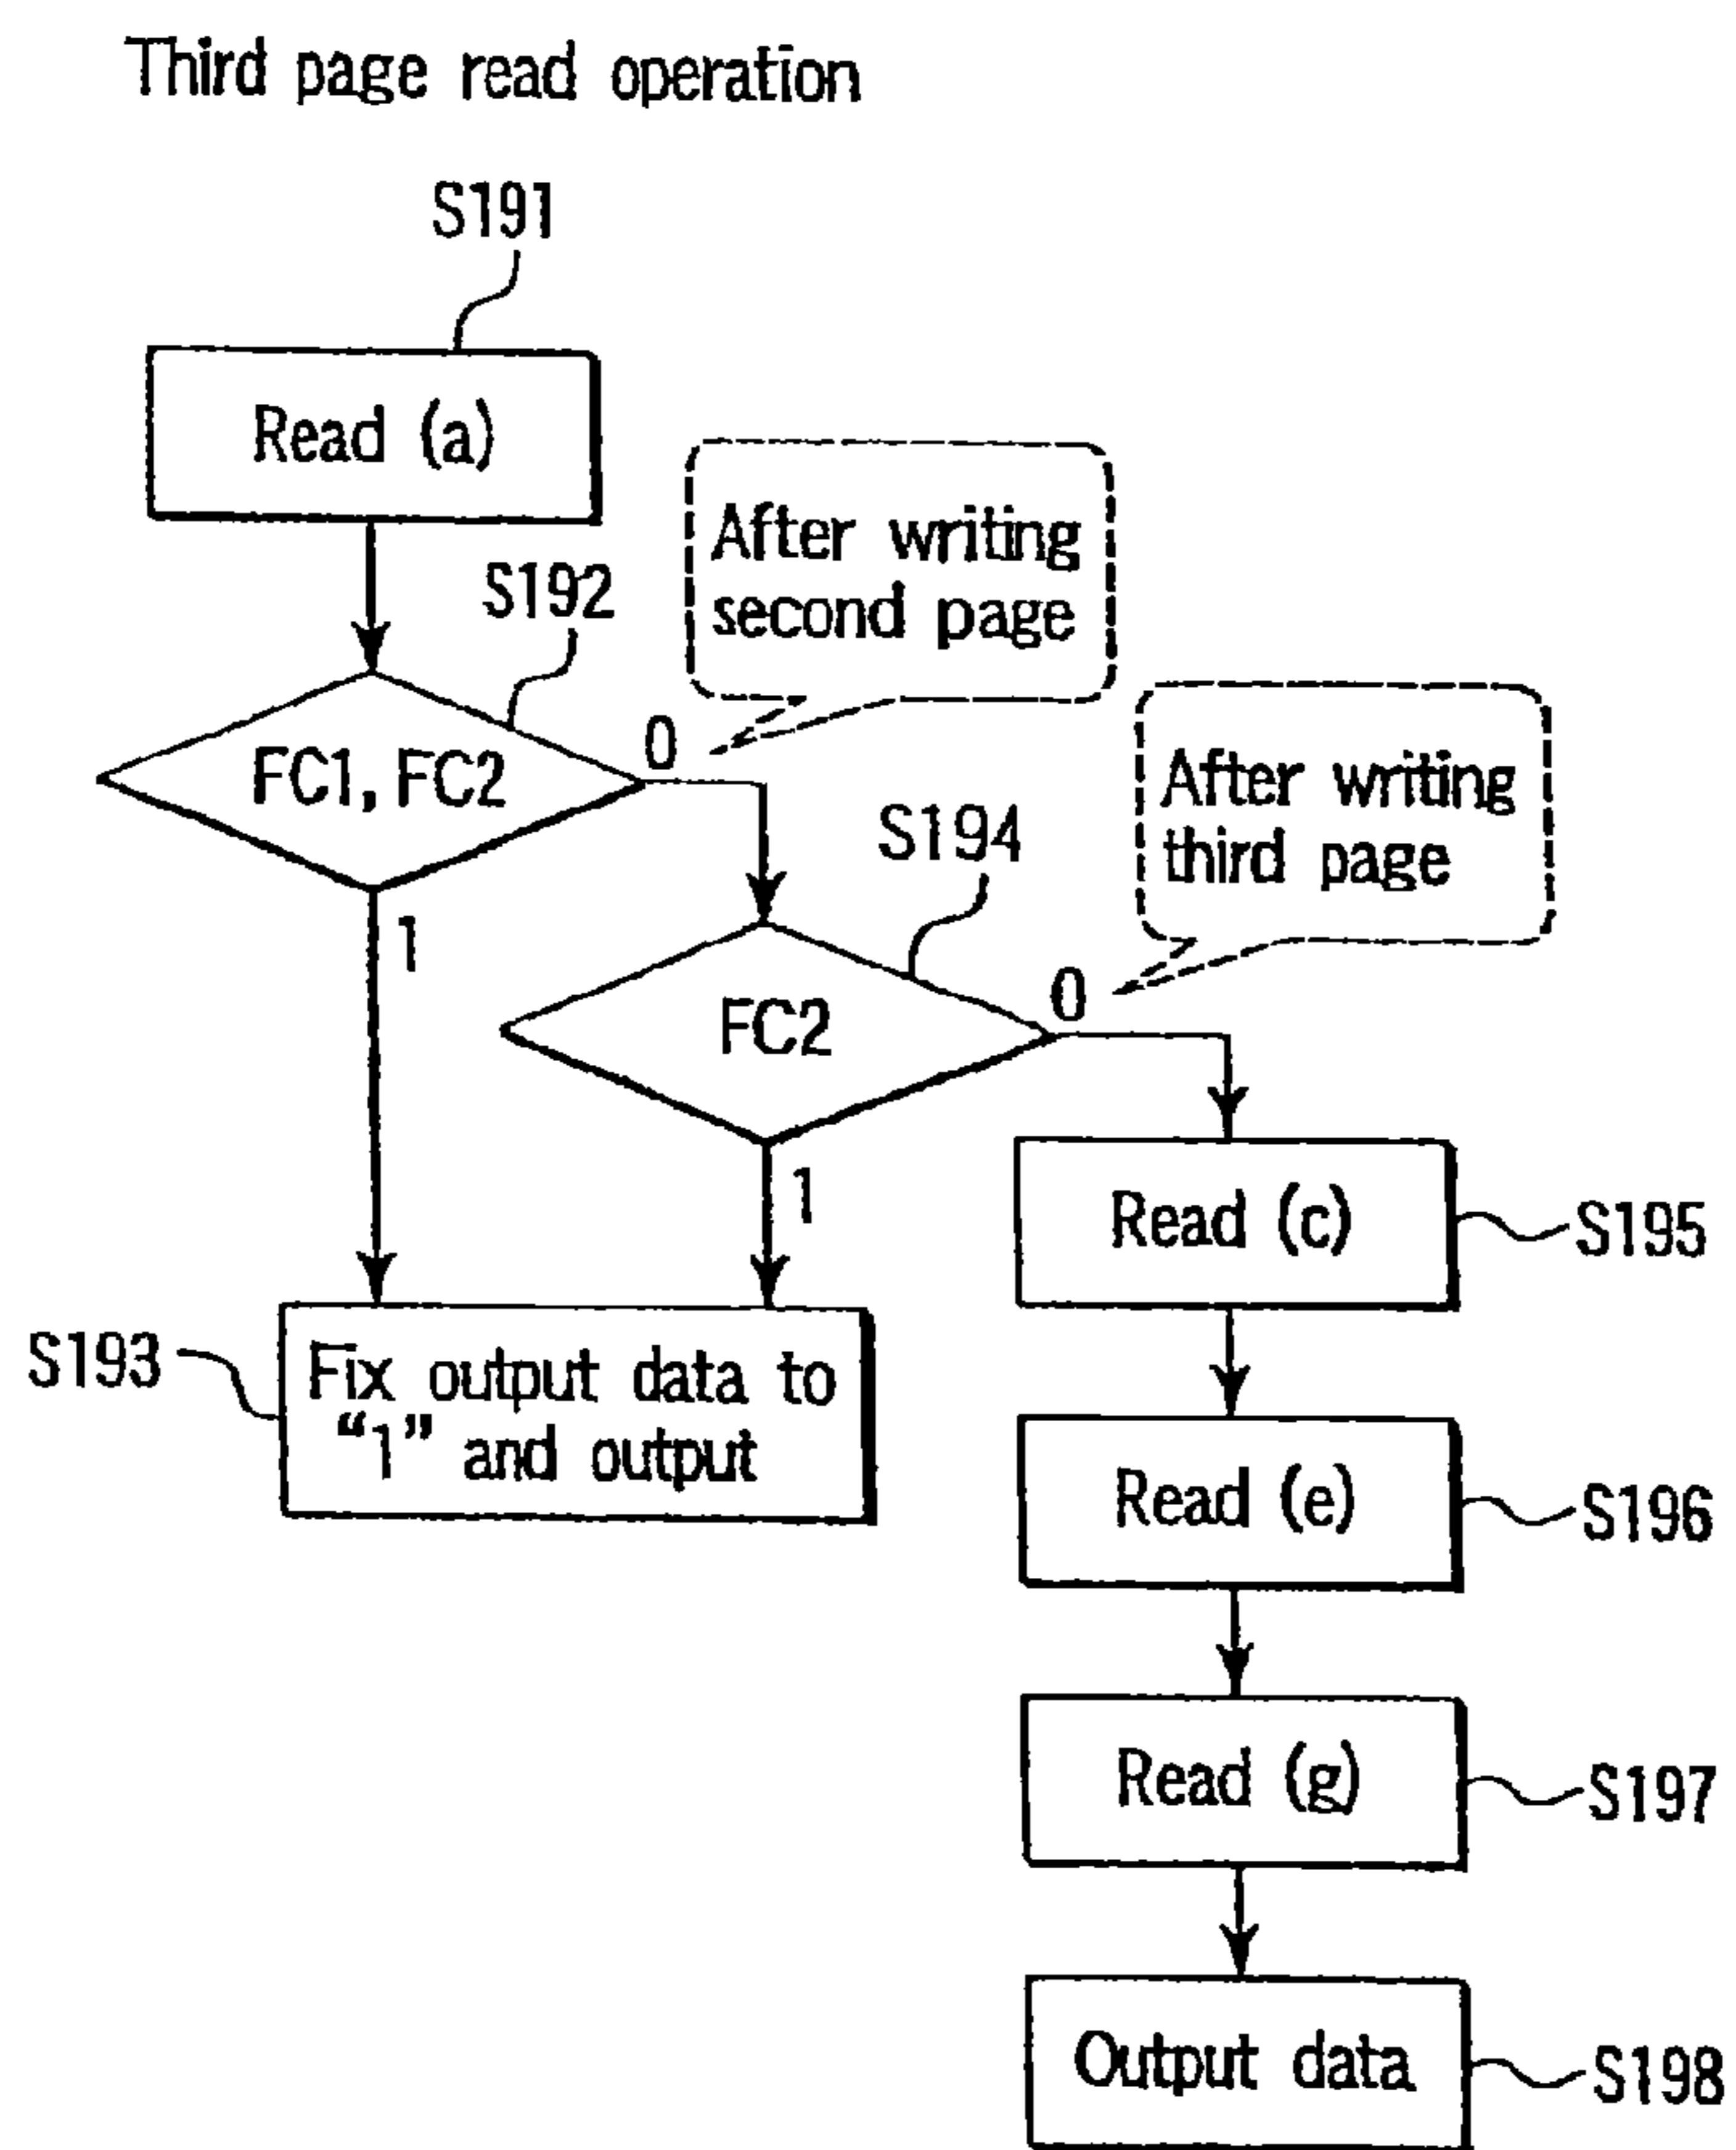 Third page read operation
S191
Read (a)
After writing
second page
S192
0
FC1, FC2
After writing
third page
S194
1
0
FC2
1
Read (c)
S195
S193
Fix output data to
“1” and output
Read (e)
S196
Read (g)
S197
Output data
S198